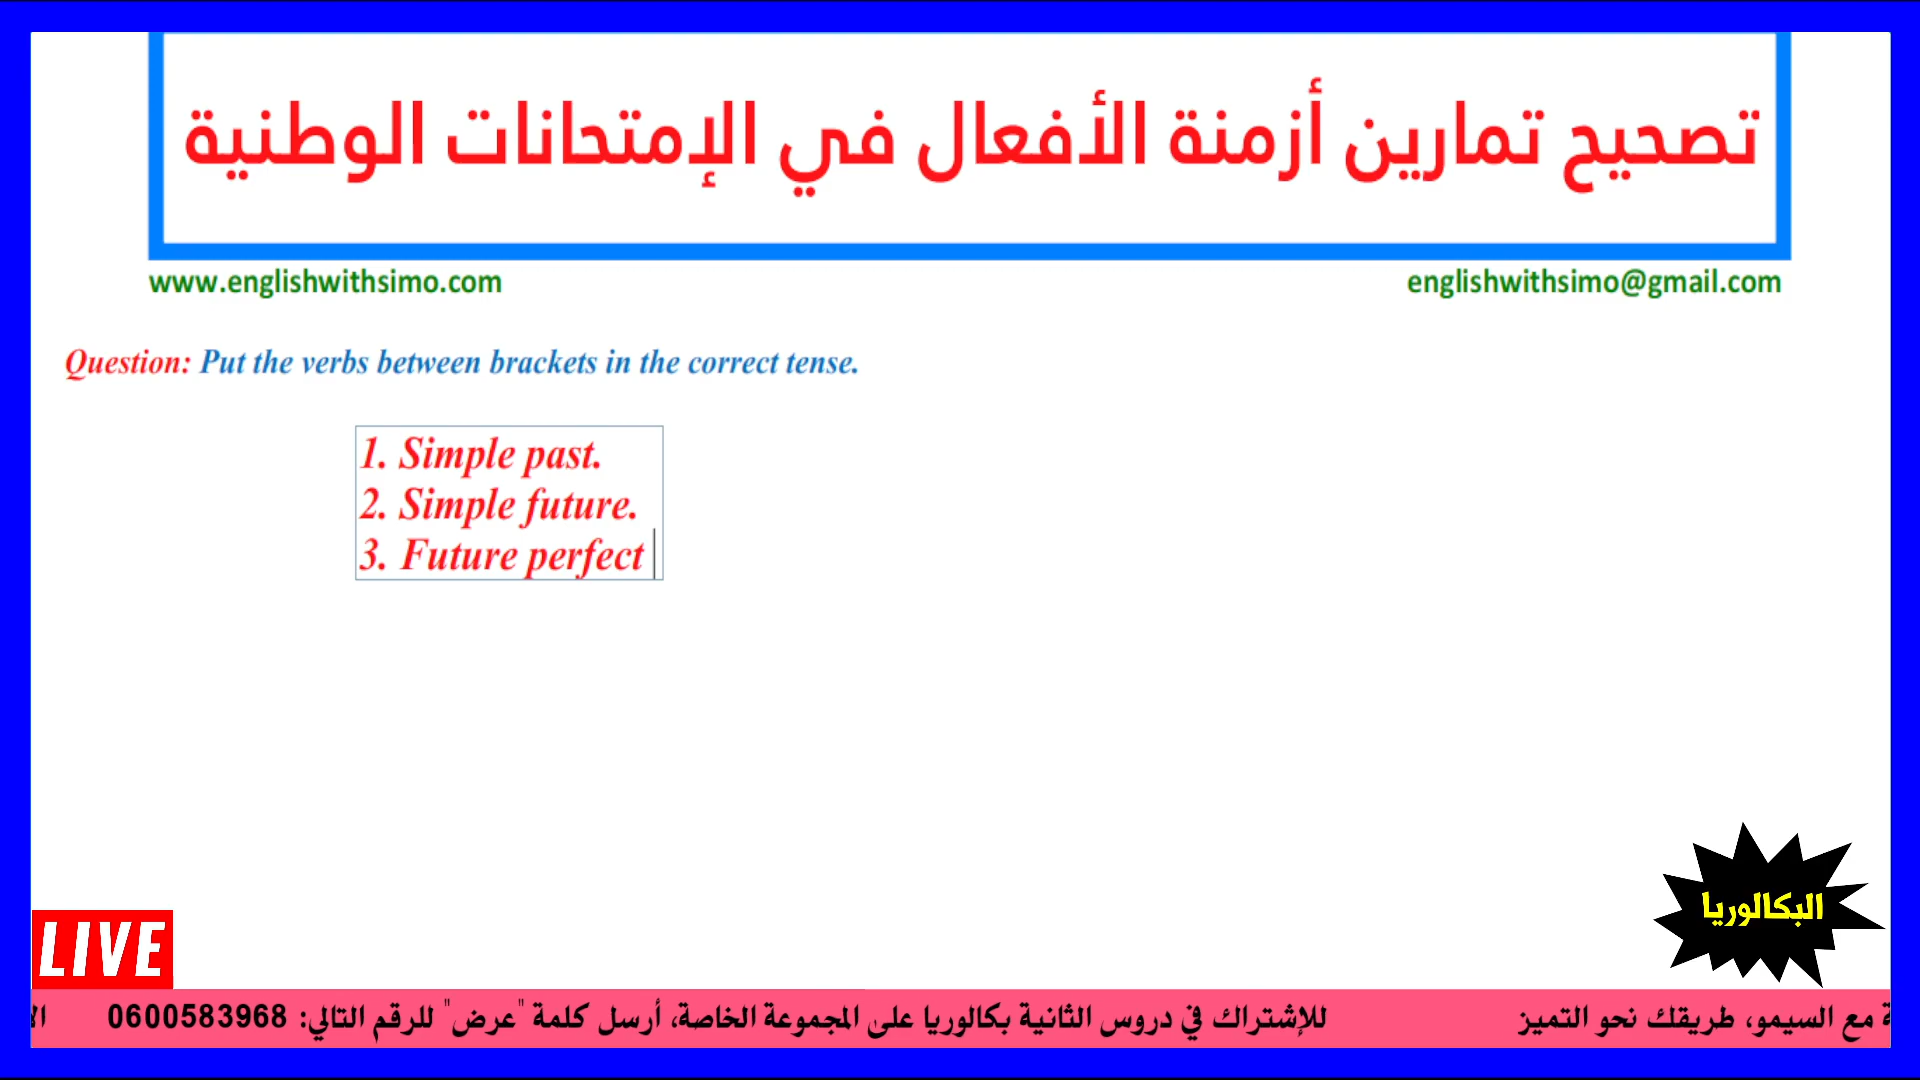 تصحيح تمارين أزمنة الأفعال في الإمتحانات الوطنية
www.englishwithsimo.com
englishwithsimo@gmail.com
Question: Put the verbs between brackets in the correct tense.
1. Simple past.
2. Simple future.
3. Future perfect
البكالوريا
LIVE
مع السيمو، طريقك نحو التميز
للإشتراك في دروس الثانية بكالوريا على المجموعة الخاصة، أرسل كلمة "عرض" للرقم التالي: 0600583968